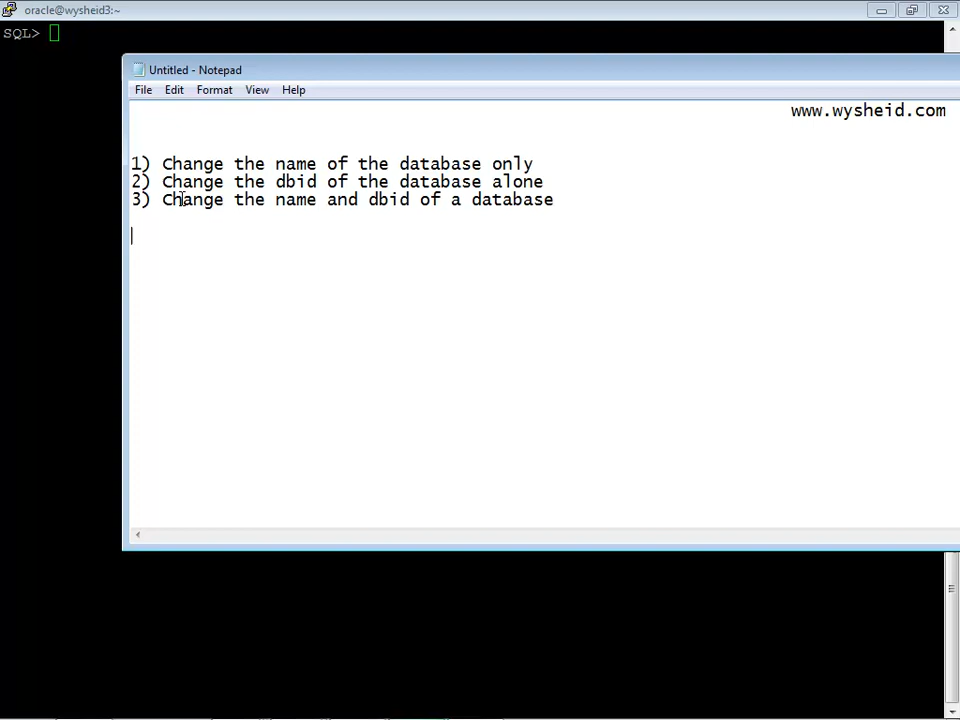 oracle@wysheid3:~
SQL>
Untitled - Notepad
File Edit Format View Help
www.wysheid.com
1) Change the name of the database only
2) Change the dbid of the database alone
3) Change the name and dbid of a database